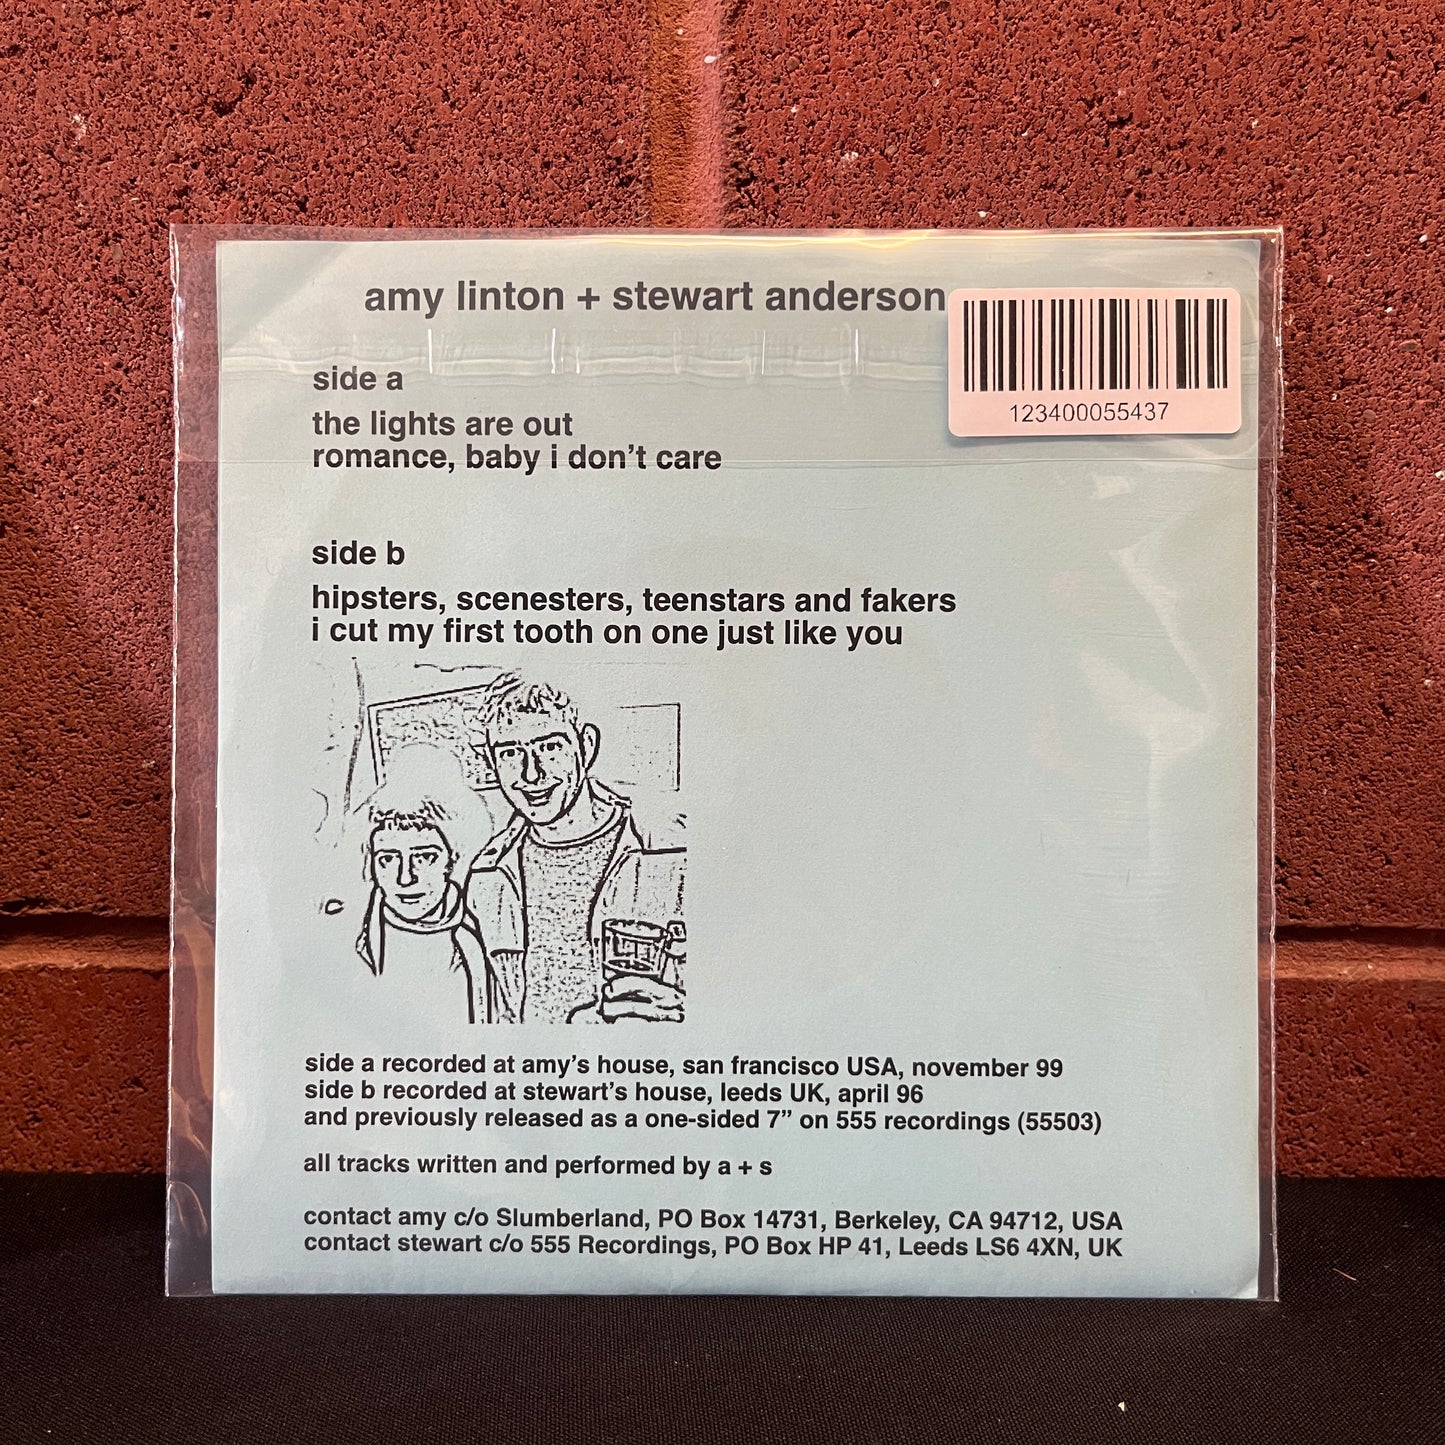 amy linton + stewart anderson
123400055437
side a
the lights are out
romance, baby i don’t care
side b
hipsters, scenesters, teenstars and fakers
i cut my first tooth on one just like you
side a recorded at amy’s house, san francisco USA, november 99
side b recorded at stewart’s house, leeds UK, april 96
and previously released as a one-sided 7” on 555 recordings (55503)
all tracks written and performed by a + s
contact amy c/o Slumberland, PO Box 14731, Berkeley, CA 94712, USA
contact stewart c/o 555 Recordings, PO Box HP 41, Leeds LS6 4XN, UK